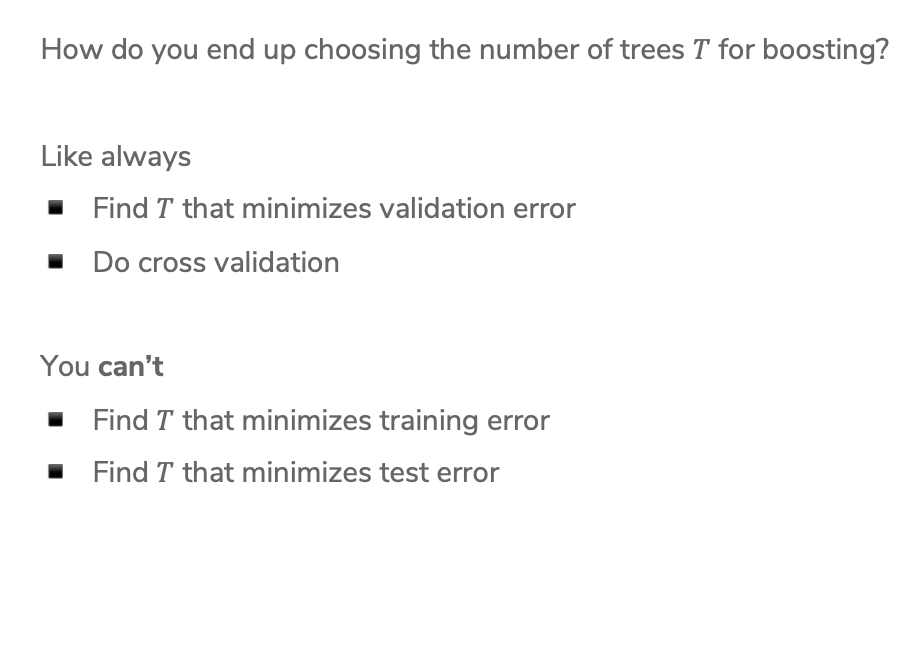 How do you end up choosing the number of trees T for boosting?
Like always
▪ Find T that minimizes validation error
▪ Do cross validation
You can’t
▪ Find T that minimizes training error
▪ Find T that minimizes test error